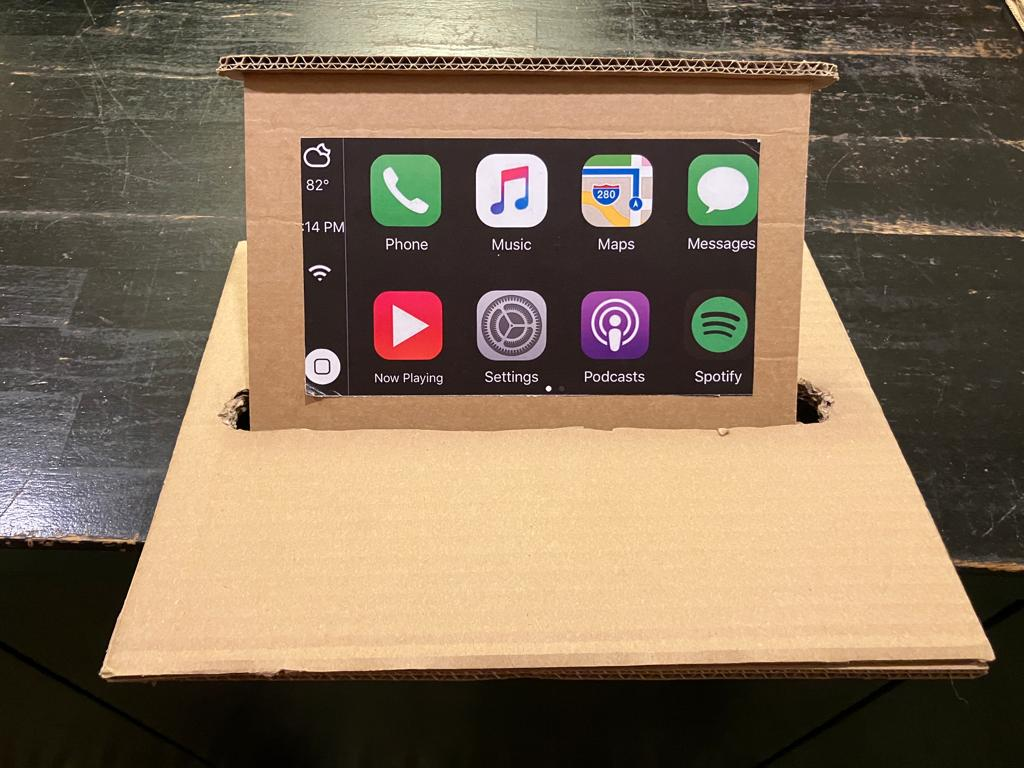 82°
:14 PM
Phone
Music
280
Maps
Messages
Now Playing
Settings
Podcasts
Spotify